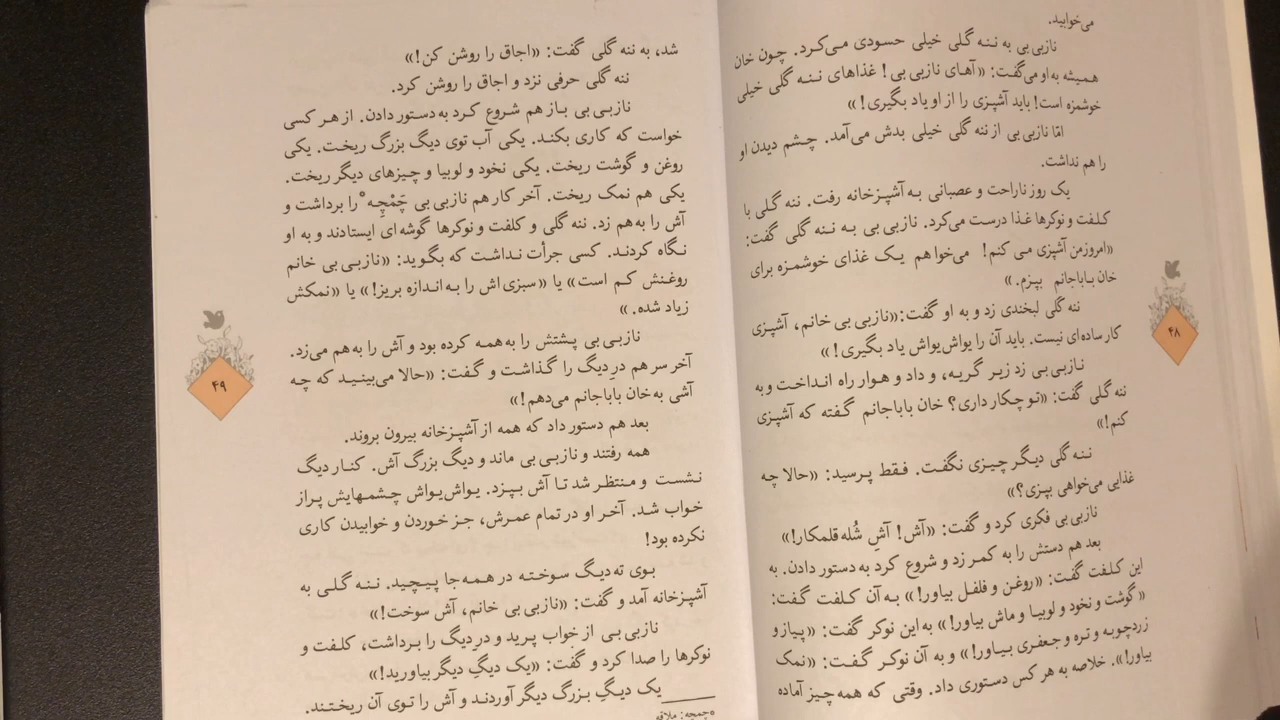 می‌خوابید.
نازبی‌بی به ننه گلی خیلی حسودی می‌کرد. چون خان
همیشه به او می‌گفت: «آهای نازبی بی! غذاهای ننه گلی خیلی
خوشمزه است! باید آشپزی را از او یاد بگیری!»
امّا نازبی بی از ننه گلی خیلی بدش می‌آمد. چشم دیدن او
را هم نداشت.
یک روز ناراحت و عصبانی به آشپزخانه رفت. ننه گلی با
کلفت و نوکرها غذا درست می‌کرد. نازبی بی به ننه گلی گفت:
«امروز من آشپزی می کنم! می‌خواهم یک غذای خوشمزه برای
خان باباجانم بپزم.»
ننه گلی لبخندی زد و به او گفت: «نازبی بی خانم، آشپزی
کار ساده‌ای نیست. باید آن را یواش‌یواش یاد بگیری!»
نازبی بی زد زیر گریه، و داد و هوار راه انداخت و به
ننه گلی گفت: «تو چکار داری؟ خان باباجانم گفته که آشپزی
کنم!»
ننه گلی دیگر چیزی نگفت. فقط پرسید: «حالا چه
غذایی می‌خواهی بپزی؟»
نازبی بی فکری کرد و گفت: «آش! آشِ شُله قلمکار!»
بعد هم دستش را به کمر زد و شروع کرد به دستور دادن. به
این کلفت گفت: «روغن و فلفل بیاور!» به آن کلفت گفت:
«گوشت و نخود و لوبیا و ماش بیاور!» به این نوکر گفت: «پیاز و
زردچوبه و تره و جعفری بیاور!» و به آن نوکر گفت: «نمک
بیاور!». خلاصه به هر کس دستوری داد. وقتی که همه چیز آماده
۴۸
شد، به ننه گلی گفت: «اجاق را روشن کن!»
ننه گلی حرفی نزد و اجاق را روشن کرد.
نازبی بی باز هم شروع کرد به دستور دادن. از هر کسی
خواست که کاری بکند. یکی آب توی دیگ بزرگ ریخت. یکی
روغن و گوشت ریخت. یکی نخود و لوبیا و چیزهای دیگر ریخت.
یکی هم نمک ریخت. آخر کار هم نازبی بی چَمْچِه° را برداشت و
آش را به‌هم زد. ننه گلی و کلفت و نوکرها گوشه ای ایستادند و به او
نگاه کردند. کسی جرأت نداشت که بگوید: «نازبی بی خانم
روغنش کم است» یا «سبزی‌اش را به اندازه بریز!» یا «نمکش
زیاد شده.»
نازبی بی پشتش را به همه کرده بود و آش را به هم می‌زد.
آخر سر هم درِ دیگ را گذاشت و گفت: «حالا می‌بینید که چه
آشی به خان باباجانم می‌دهم!»
بعد هم دستور داد که همه از آشپزخانه بیرون بروند.
همه رفتند و نازبی بی ماند و دیگ بزرگ آش. کنار دیگ
نشست و منتظر شد تا آش بپزد. یواش‌یواش چشمهایش پر از
خواب شد. آخر او در تمام عمرش، جز خوردن و خوابیدن کاری
نکرده بود!
بوی ته دیگ سوخته در همه جا پیچید. ننه گلی به
آشپزخانه آمد و گفت: «نازبی بی خانم، آش سوخت!»
نازبی بی از خواب پرید و درِ دیگ را برداشت، کلفت و
نوکرها را صدا کرد و گفت: «یک دیگِ دیگر بیاورید!»
یک دیگِ بزرگ دیگر آوردند و آش را توی آن ریختند.
°چمچه: ملاقه
۴۹